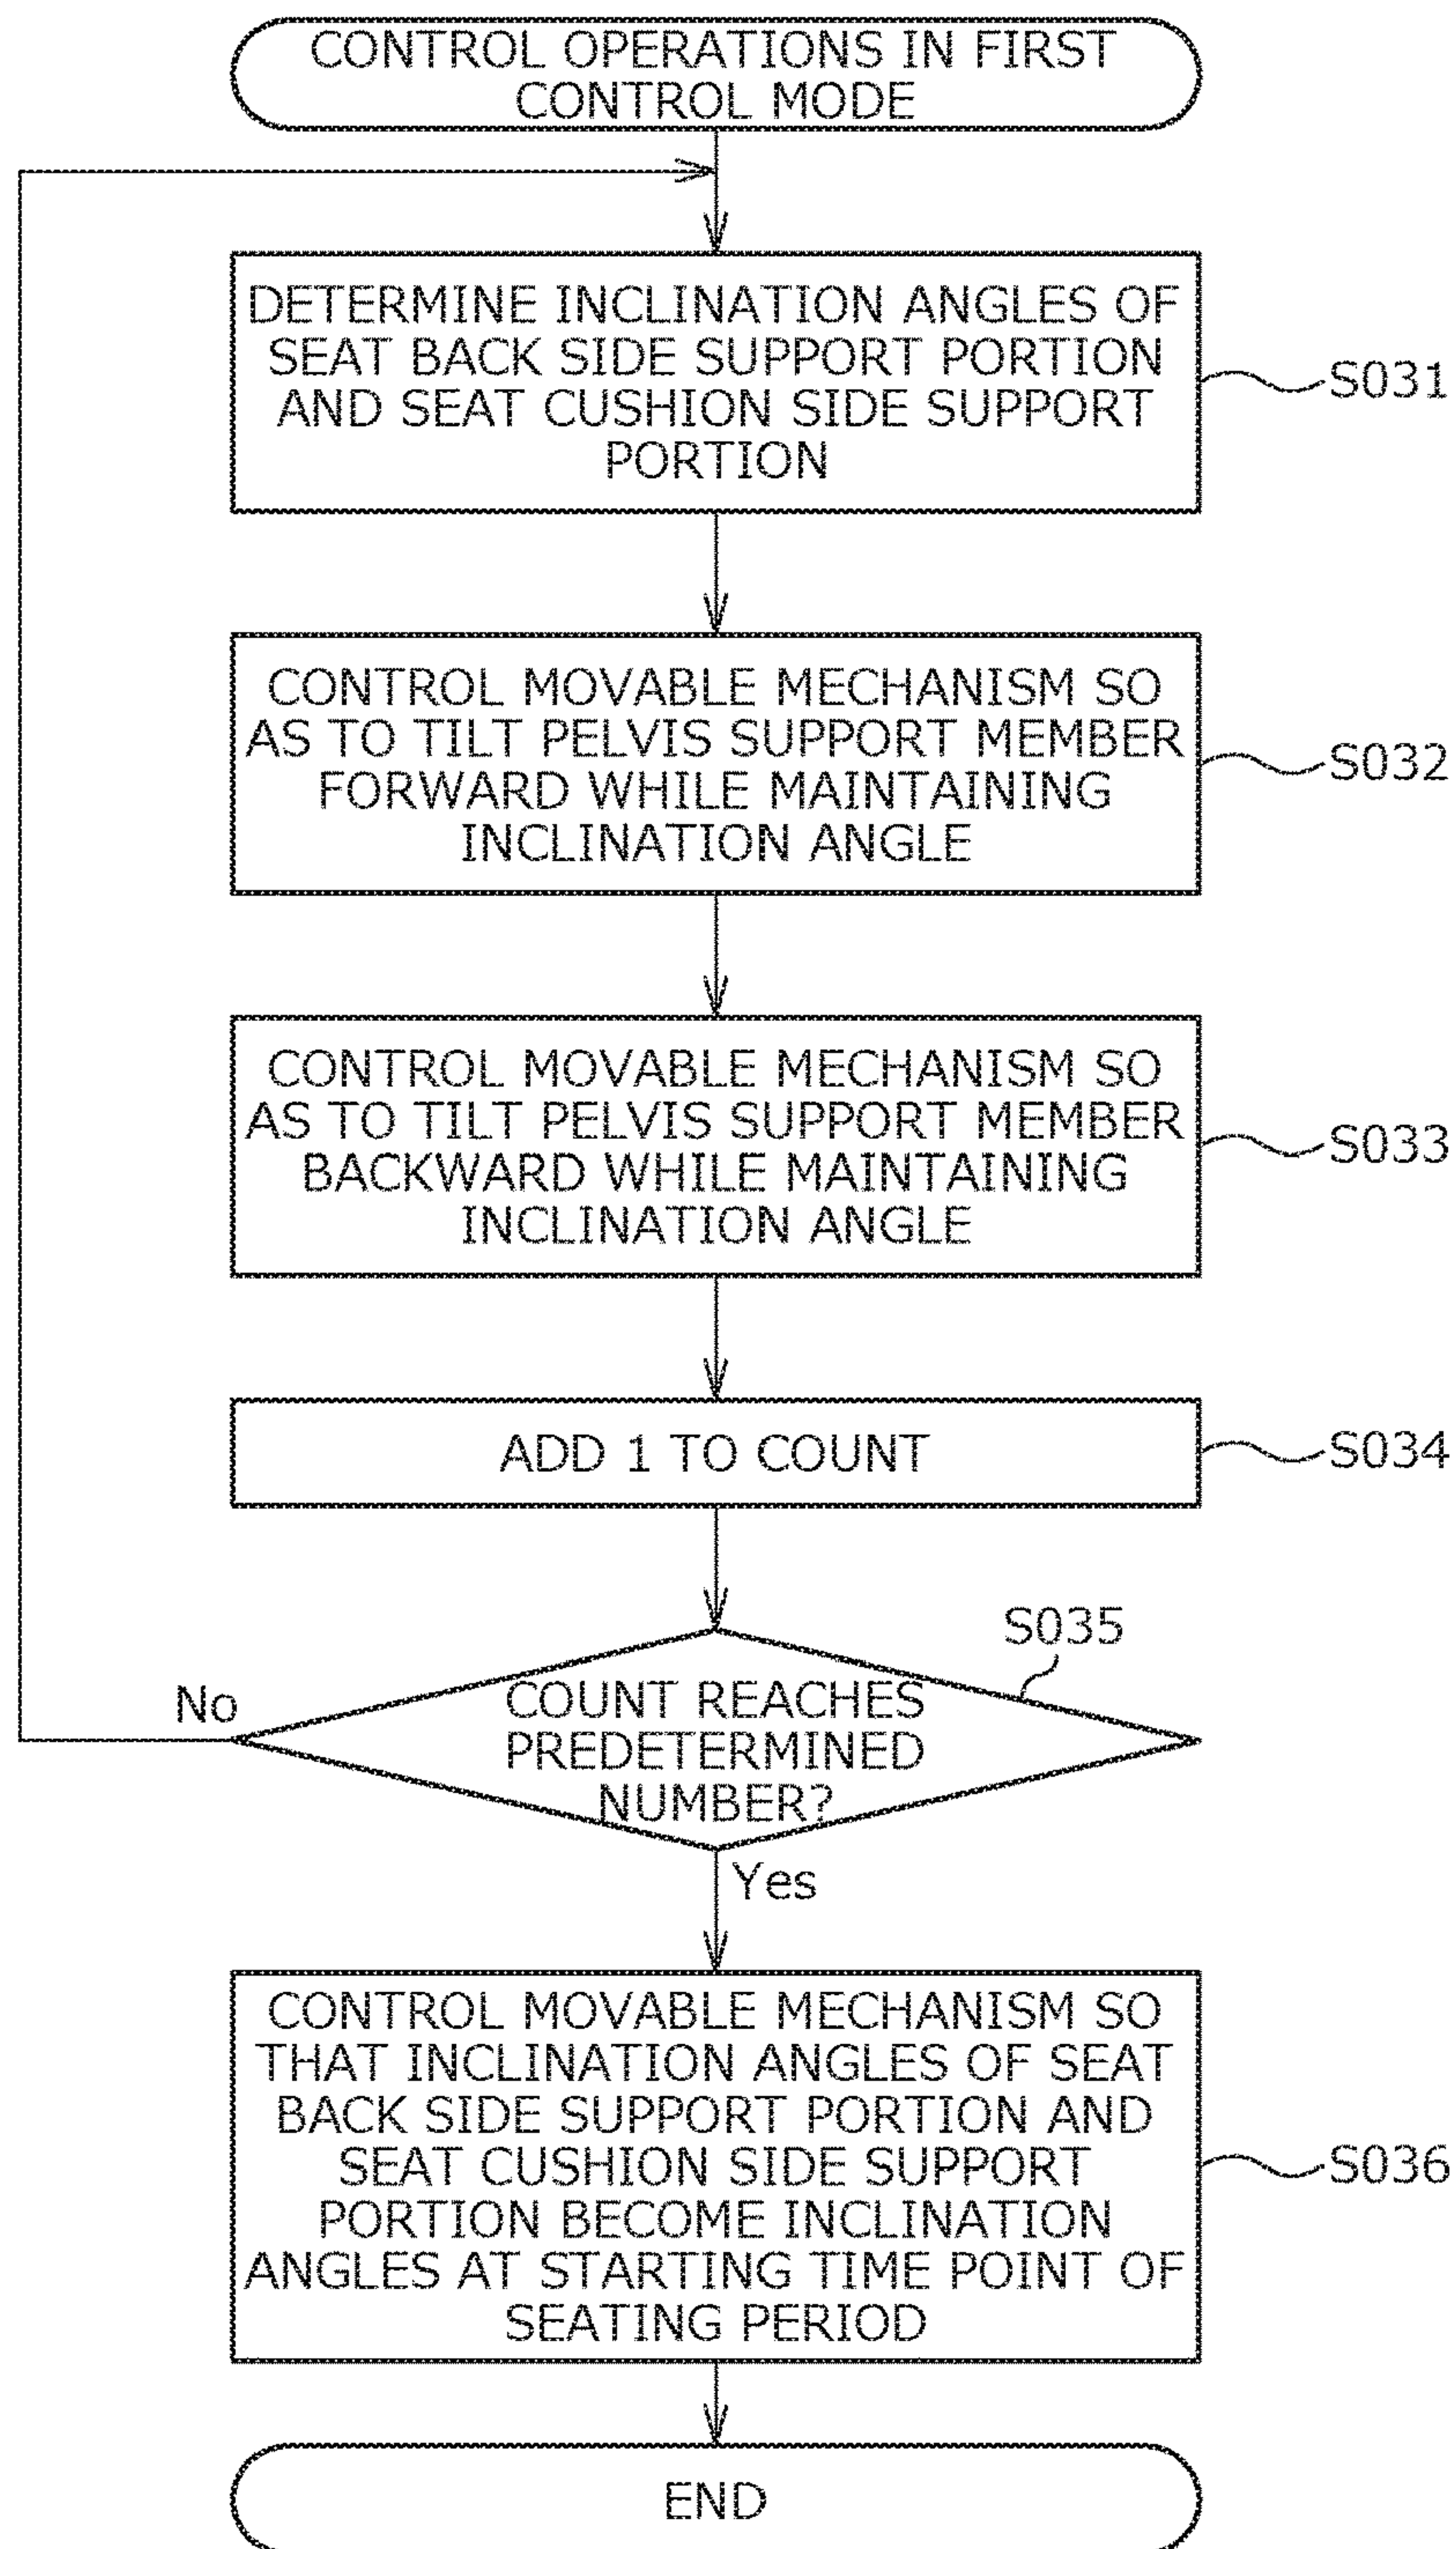 CONTROL OPERATIONS IN FIRST
CONTROL MODE
DETERMINE INCLINATION ANGLES OF
SEAT BACK SIDE SUPPORT PORTION
AND SEAT CUSHION SIDE SUPPORT
PORTION
S031
CONTROL MOVABLE MECHANISM SO
AS TO TILT PELVIS SUPPORT MEMBER
FORWARD WHILE MAINTAINING
INCLINATION ANGLE
S032
CONTROL MOVABLE MECHANISM SO
AS TO TILT PELVIS SUPPORT MEMBER
BACKWARD WHILE MAINTAINING
INCLINATION ANGLE
S033
ADD 1 TO COUNT
S034
S035
No
COUNT REACHES
PREDETERMINED
NUMBER?
Yes
CONTROL MOVABLE MECHANISM SO
THAT INCLINATION ANGLES OF SEAT
BACK SIDE SUPPORT PORTION AND
SEAT CUSHION SIDE SUPPORT
PORTION BECOME INCLINATION
ANGLES AT STARTING TIME POINT OF
SEATING PERIOD
S036
END